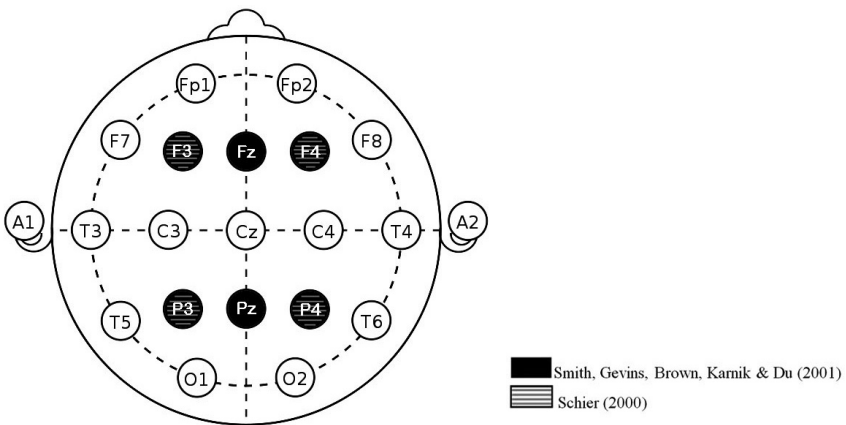 Fp1 Fp2
F7 F3 Fz F4 F8
A1 T3 C3 Cz C4 T4 A2
T5 P3 Pz P4 T6
O1 O2
Smith, Gevins, Brown, Karnik & Du (2001)
Schier (2000)